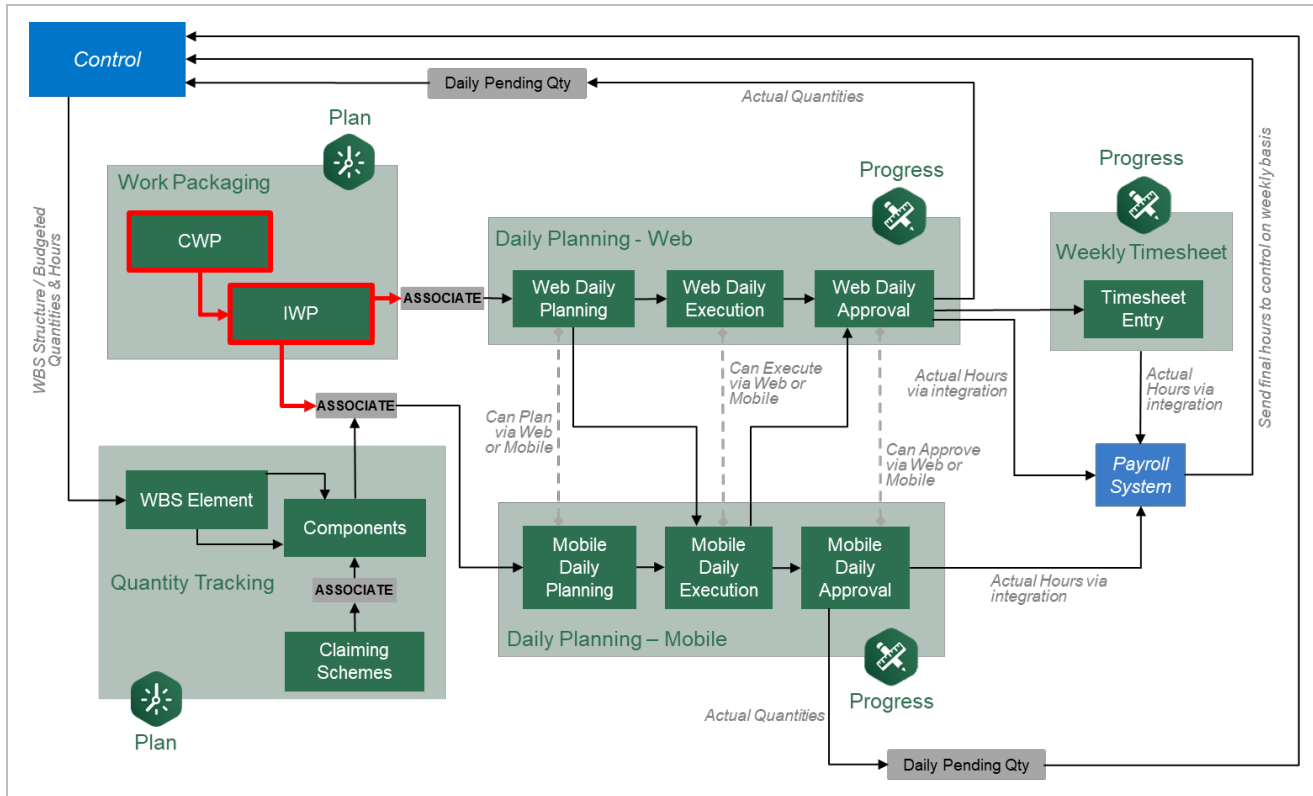 Control
Daily Pending Qty
Actual Quantities
Plan
Work Packaging
CWP
IWP
ASSOCIATE
ASSOCIATE
WBS Structure / Budgeted
Quantities & Hours
Progress
Daily Planning - Web
Web Daily
Planning
Web Daily
Execution
Web Daily
Approval
Progress
Weekly Timesheet
Timesheet
Entry
Send final hours to control on weekly basis
Can Plan
via Web
or Mobile
Can Execute
via Web or
Mobile
Actual Hours
via integration
Actual
Hours via
integration
Can Approve
via Web or
Mobile
Payroll
System
WBS Element
Components
Quantity Tracking
ASSOCIATE
Claiming
Schemes
Plan
Mobile
Daily
Planning
Mobile
Daily
Execution
Mobile
Daily
Approval
Daily Planning – Mobile
Actual Hours via
integration
Progress
Actual Quantities
Daily Pending Qty